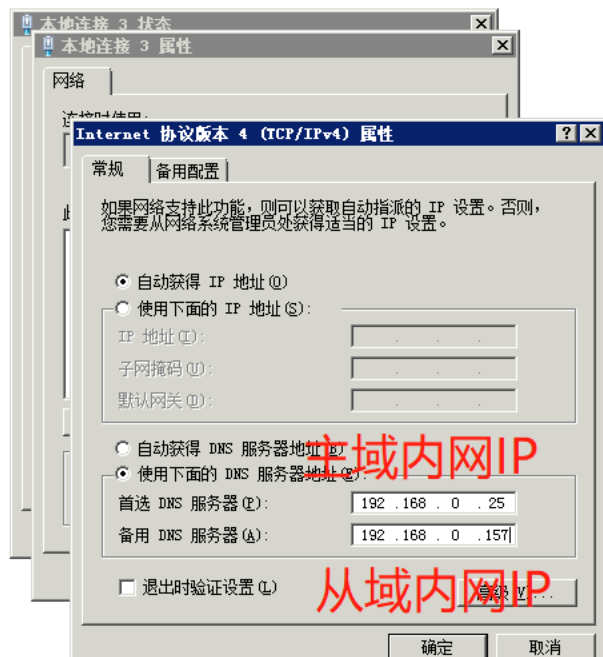 本地连接 3 状态
本地连接 3 属性
网络
连接时使用:
Internet 协议版本 4 (TCP/IPv4) 属性
常规
备用配置
如果网络支持此功能，则可以获取自动指派的 IP 设置。否则，
您需要从网络系统管理员处获得适当的 IP 设置。
自动获得 IP 地址(O)
使用下面的 IP 地址(S):
IP 地址(I):
子网掩码(U):
默认网关(D):
自动获得 DNS 服务器地址(B)
主域内网IP
使用下面的 DNS 服务器地址(E):
首选 DNS 服务器(P):
192 .168 . 0 . 25
备用 DNS 服务器(A):
192 .168 . 0 .157
退出时验证设置(L)
从域内网IP
高级(V)...
确定
取消